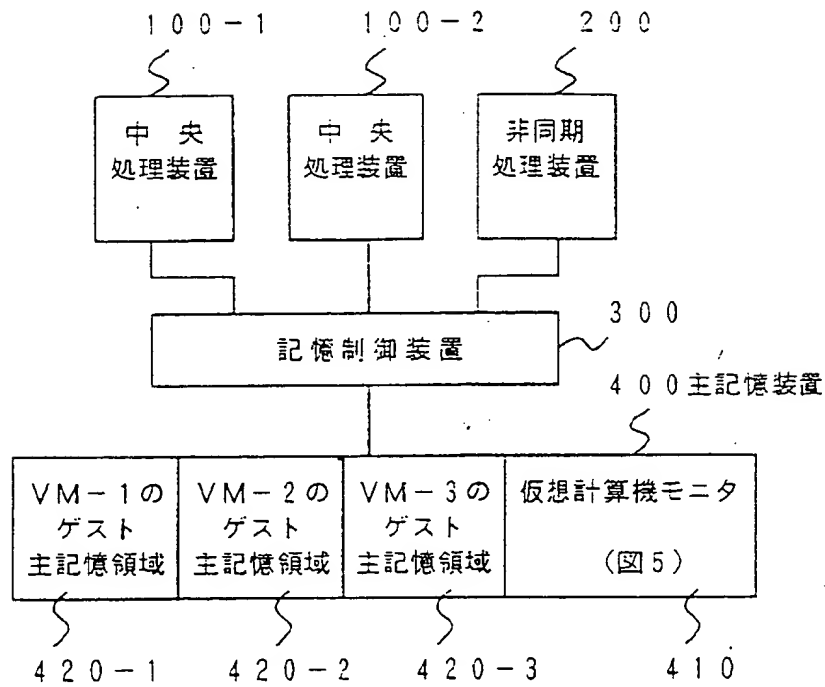 100-1 100-2 200
中央
処理装置
中央
処理装置
非同期
処理装置
記憶制御装置
300
400主記憶装置
VM-1の
ゲスト
主記憶領域
VM-2の
ゲスト
主記憶領域
VM-3の
ゲスト
主記憶領域
仮想計算機モニタ
(図5)
420-1 420-2 420-3 410